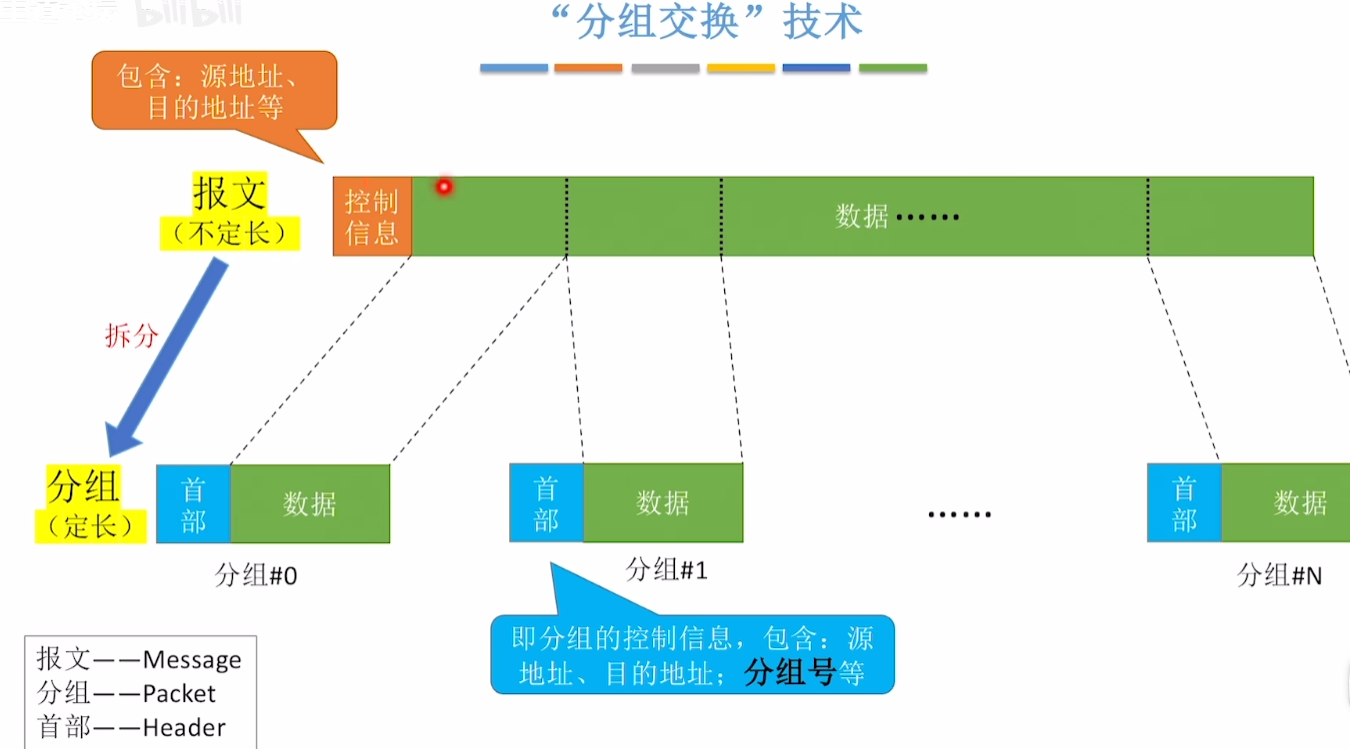 bilibili
“分组交换”技术
包含：源地址、
目的地址等
报文
（不定长）
控制
信息
数据······
拆分
分组
（定长）
首
部
数据
首
部
数据
······
首
部
数据
分组#0
分组#1
分组#N
即分组的控制信息，包含：源
地址、目的地址；分组号等
报文——Message
分组——Packet
首部——Header